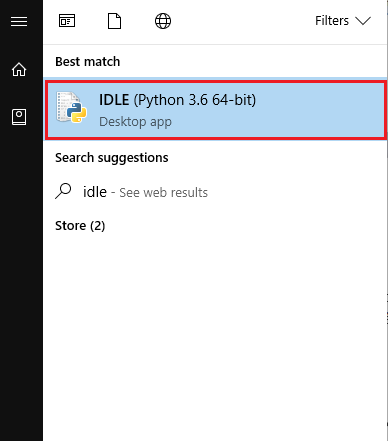 Filters
Best match
IDLE (Python 3.6 64-bit)
Desktop app
Search suggestions
idle - See web results
Store (2)